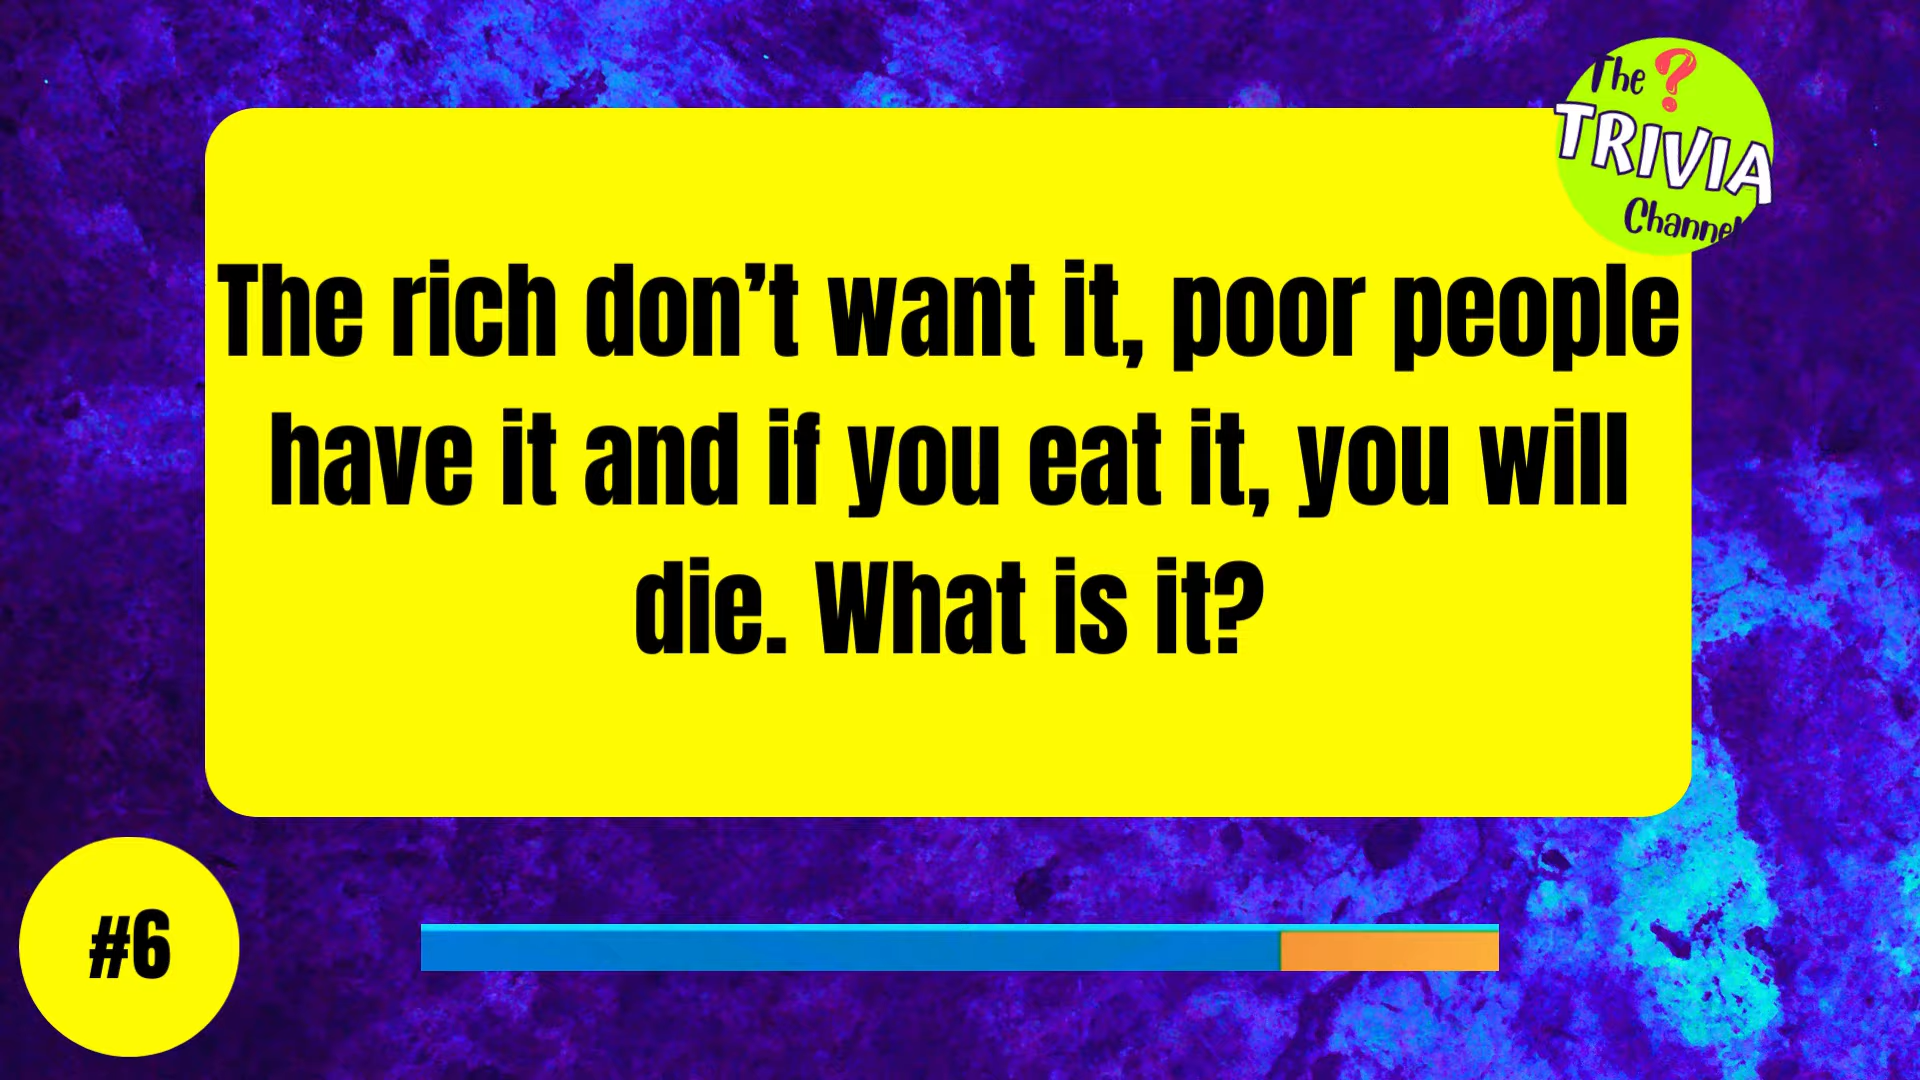 The ?
TRIVIA
Channel
The rich don’t want it, poor people
have it and if you eat it, you will
die. What is it?
#6